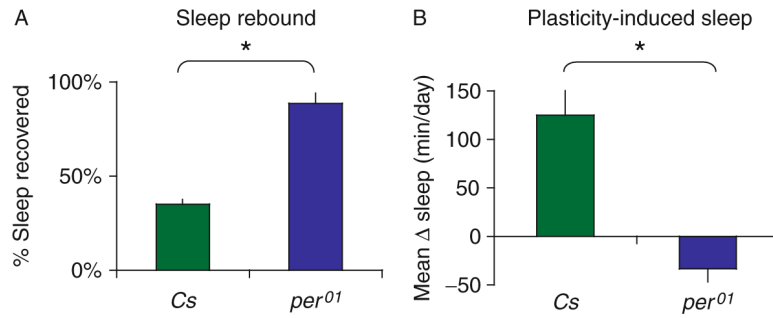 A
Sleep rebound
*
% Sleep recovered
100%
50%
0%
Cs
per01
B
Plasticity-induced sleep
*
Mean Δ sleep (min/day)
150
100
50
0
−50
Cs
per01